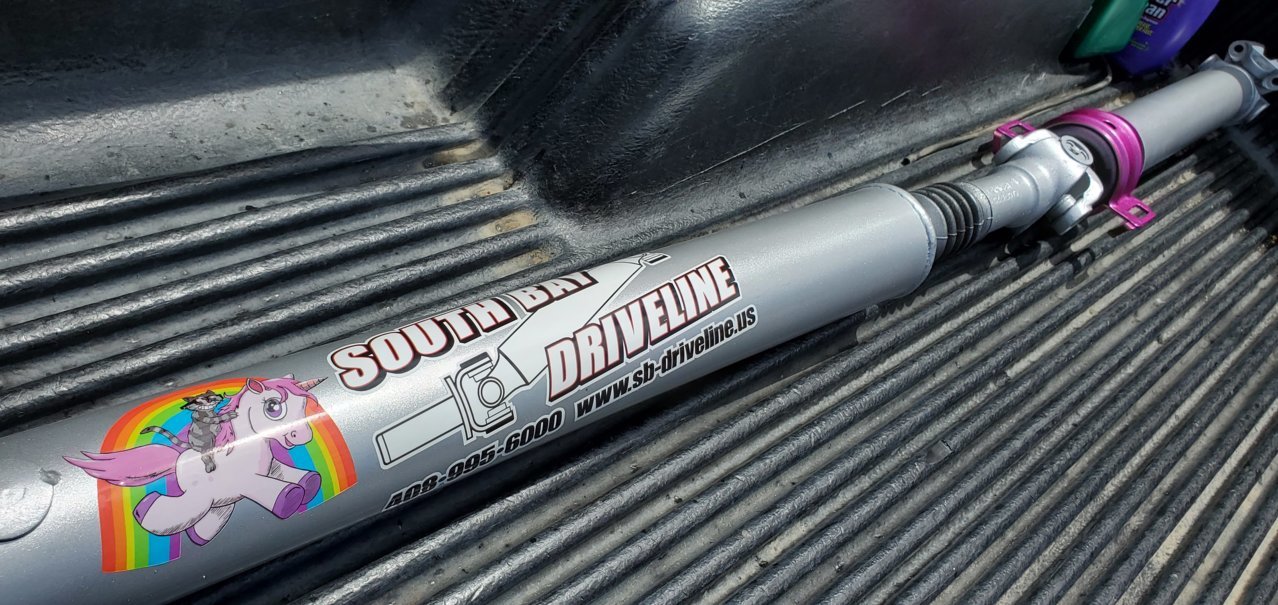 SOUTH BAY
DRIVELINE
www.sb-driveline.us
408-995-6000